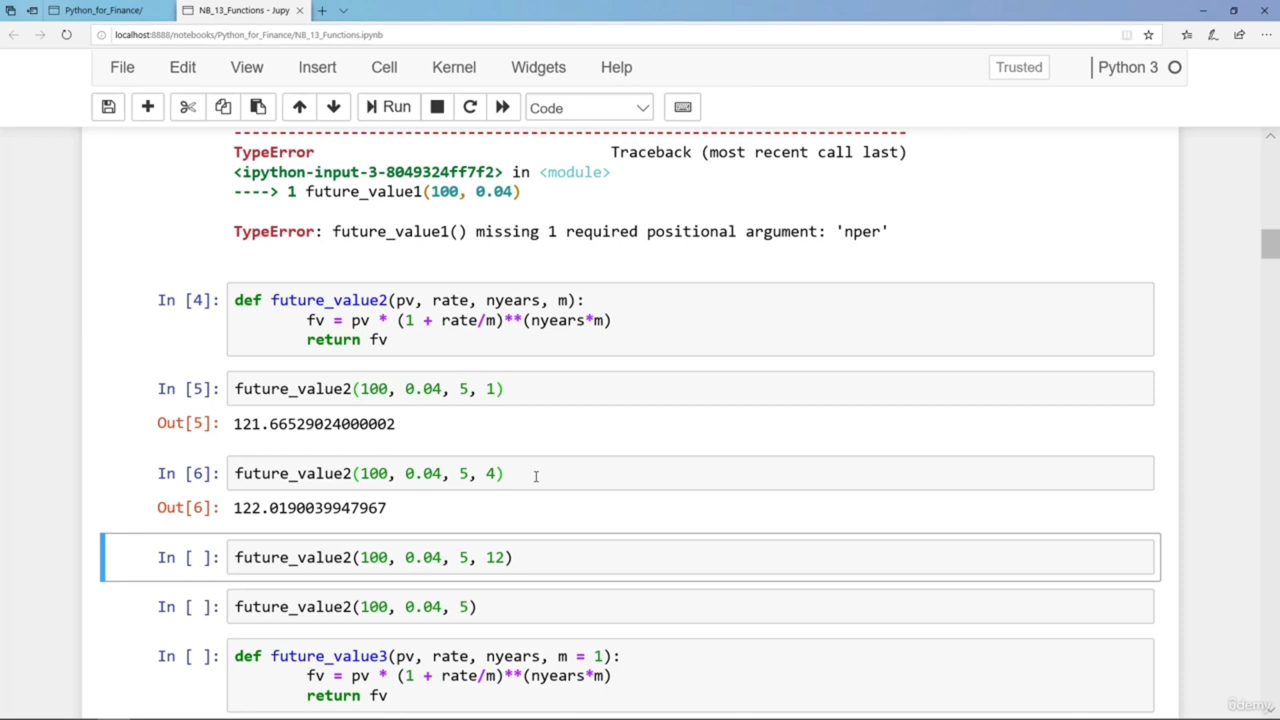 Python_for_Finance/
NB_13_Functions - Jupy
localhost:8888/notebooks/Python_for_Finance/NB_13_Functions.ipynb
File Edit View Insert Cell Kernel Widgets Help Trusted Python 3
Run Code
---------------------------------------------------------------------------
TypeError Traceback (most recent call last)
<ipython-input-3-8049324ff7f2> in <module>
----> 1 future_value1(100, 0.04)
TypeError: future_value1() missing 1 required positional argument: 'nper'
In [4]: def future_value2(pv, rate, nyears, m):
fv = pv * (1 + rate/m)**(nyears*m)
return fv
In [5]: future_value2(100, 0.04, 5, 1)
Out[5]: 121.66529024000002
In [6]: future_value2(100, 0.04, 5, 4)
Out[6]: 122.0190039947967
In [ ]: future_value2(100, 0.04, 5, 12)
In [ ]: future_value2(100, 0.04, 5)
In [ ]: def future_value3(pv, rate, nyears, m = 1):
fv = pv * (1 + rate/m)**(nyears*m)
return fv
ûdemy